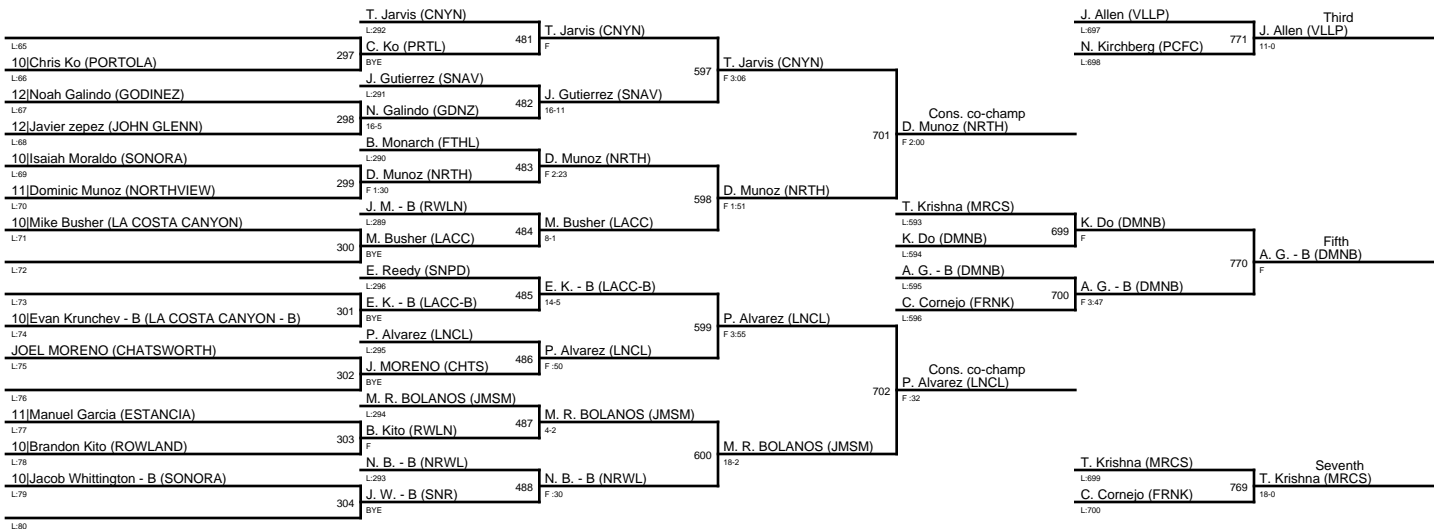 L:65
10|Chris Ko (PORTOLA)
L:66
12|Noah Galindo (GODINEZ)
L:67
12|Javier zepez (JOHN GLENN)
L:68
10|Isaiah Moraldo (SONORA)
L:69
11|Dominic Munoz (NORTHVIEW)
L:70
10|Mike Busher (LA COSTA CANYON)
L:71
L:72
L:73
10|Evan Krunchev - B (LA COSTA CANYON - B)
L:74
JOEL MORENO (CHATSWORTH)
L:75
L:76
11|Manuel Garcia (ESTANCIA)
L:77
10|Brandon Kito (ROWLAND)
L:78
10|Jacob Whittington - B (SONORA)
L:79
L:80
297
298
299
300
301
302
303
304
T. Jarvis (CNYN)
L:292
C. Ko (PRTL)
BYE
J. Gutierrez (SNAV)
L:291
N. Galindo (GDNZ)
16-5
B. Monarch (FTHL)
L:290
D. Munoz (NRTH)
F 1:30
J. M. - B (RWLN)
L:289
M. Busher (LACC)
BYE
E. Reedy (SNPD)
L:296
E. K. - B (LACC-B)
BYE
P. Alvarez (LNCL)
L:295
J. MORENO (CHTS)
BYE
M. R. BOLANOS (JMSM)
L:294
B. Kito (RWLN)
F
N. B. - B (NRWL)
L:293
J. W. - B (SNR)
BYE
481
482
483
484
485
486
487
488
T. Jarvis (CNYN)
F
J. Gutierrez (SNAV)
16-11
D. Munoz (NRTH)
F 2:23
M. Busher (LACC)
8-1
E. K. - B (LACC-B)
14-5
P. Alvarez (LNCL)
F :50
M. R. BOLANOS (JMSM)
4-2
N. B. - B (NRWL)
F :30
597
598
599
600
T. Jarvis (CNYN)
F 3:06
D. Munoz (NRTH)
F 1:51
P. Alvarez (LNCL)
F 3:55
M. R. BOLANOS (JMSM)
18-2
701
702
Cons. co-champ
D. Munoz (NRTH)
F 2:00
T. Krishna (MRCS)
L:593
K. Do (DMNB)
L:594
A. G. - B (DMNB)
L:595
C. Cornejo (FRNK)
L:596
Cons. co-champ
P. Alvarez (LNCL)
F :32
699
700
J. Allen (VLLP)
L:697
N. Kirchberg (PCFC)
L:698
K. Do (DMNB)
F
A. G. - B (DMNB)
F 3:47
T. Krishna (MRCS)
L:699
C. Cornejo (FRNK)
L:700
771
770
769
Third
J. Allen (VLLP)
11-0
Fifth
A. G. - B (DMNB)
F
Seventh
T. Krishna (MRCS)
18-0